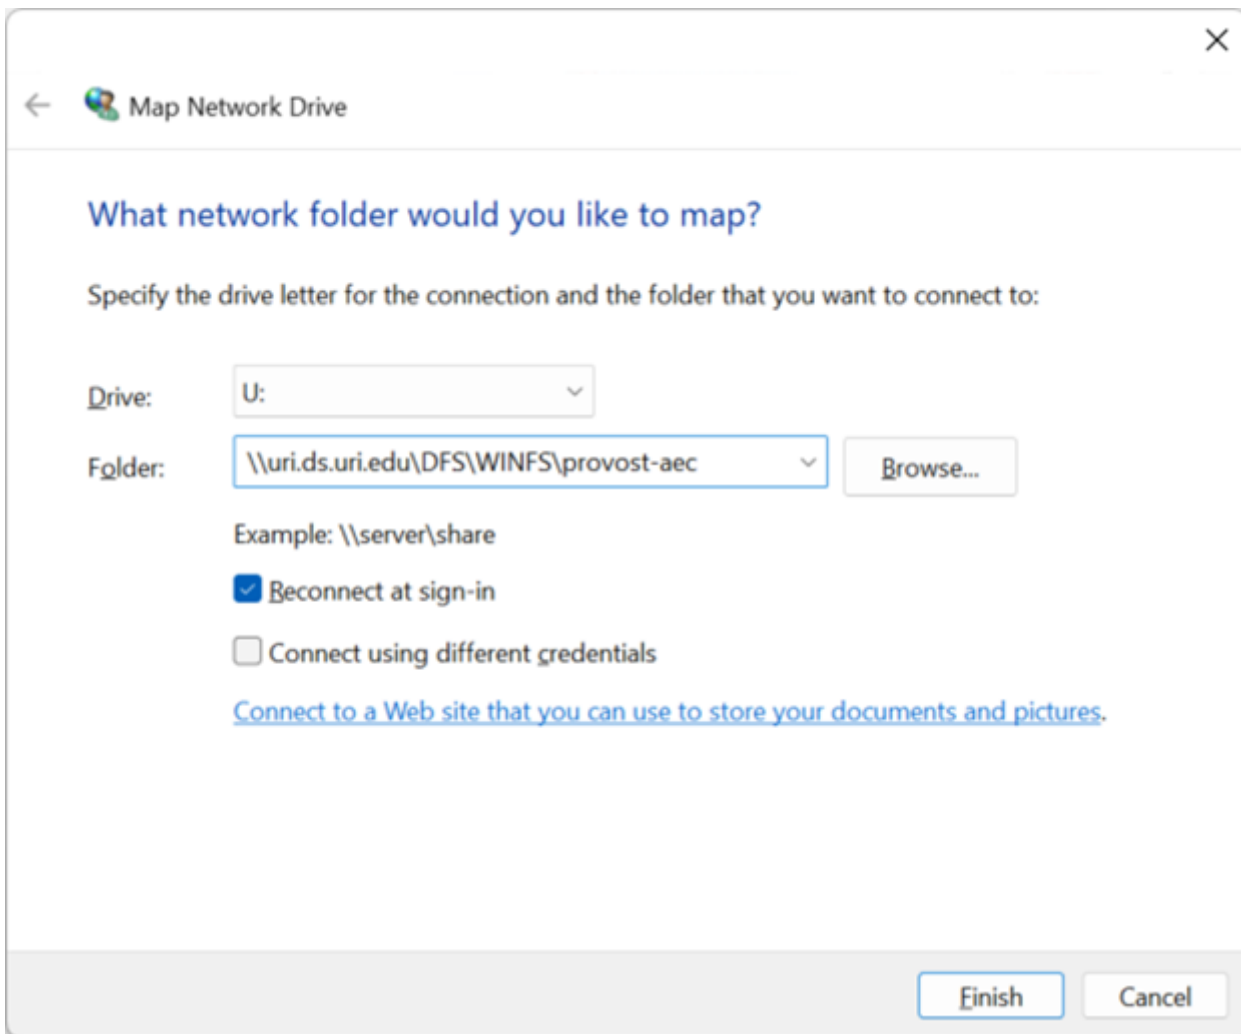 Map Network Drive
What network folder would you like to map?
Specify the drive letter for the connection and the folder that you want to connect to:
Drive: U:
Folder: \\uri.ds.uri.edu\DFS\WINFS\provost-aec Browse...
Example: \\server\share
Reconnect at sign-in
Connect using different credentials
Connect to a Web site that you can use to store your documents and pictures.
Finish Cancel